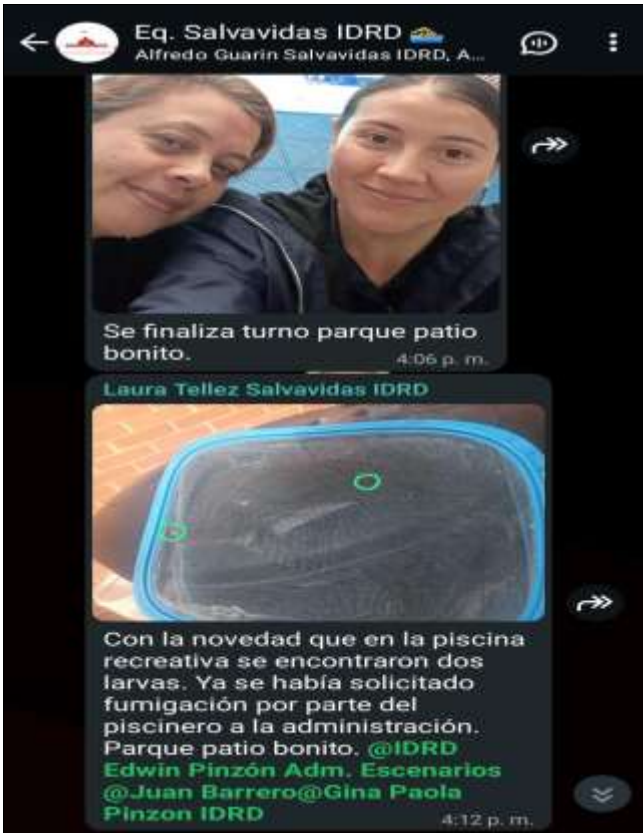 Eq. Salvavidas IDRD
Alfredo Guarin Salvavidas IDRD, A...
Se finaliza turno parque patio
bonito.
4:06 p. m.
Laura Tellez Salvavidas IDRD
Con la novedad que en la piscina
recreativa se encontraron dos
larvas. Ya se había solicitado
fumigación por parte del
piscinero a la administración.
Parque patio bonito. @IDRD
Edwin Pinzón Adm. Escenarios
@Juan Barrero@Gina Paola
Pinzon IDRD
4:12 p. m.